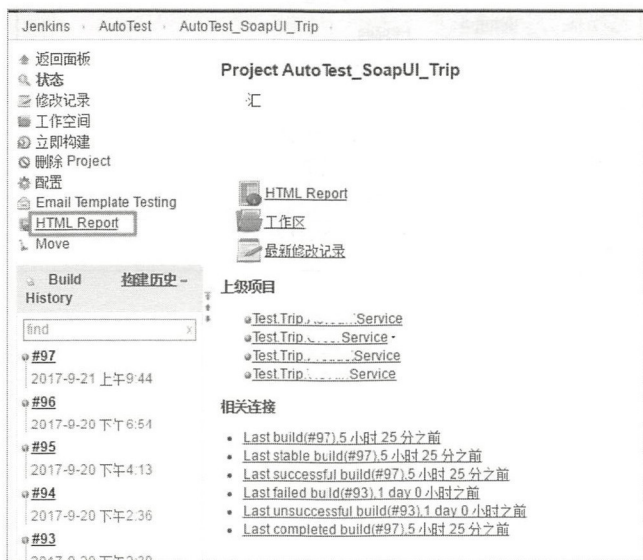 Jenkins AutoTest AutoTest_SoapUI_Trip
返回面板
状态
修改记录
工作空间
立即构建
删除 Project
配置
Email Template Testing
HTML Report
Move
Build History 构建历史
find x
#97
2017-9-21 上午9:44
#96
2017-9-20 下午6:54
#95
2017-9-20 下午4:13
#94
2017-9-20 下午2:36
#93
Project AutoTest_SoapUI_Trip
汇
HTML Report
工作区
最新修改记录
上级项目
Test.Trip. Service
Test.Trip. Service
Test.Trip. Service
Test.Trip. Service
相关连接
Last build(#97),5 小时 25 分之前
Last stable build(#97),5 小时 25 分之前
Last successful build(#97),5 小时 25 分之前
Last failed build(#93),1 day 0 小时之前
Last unsuccessful build(#93),1 day 0 小时之前
Last completed build(#97),5 小时 25 分之前